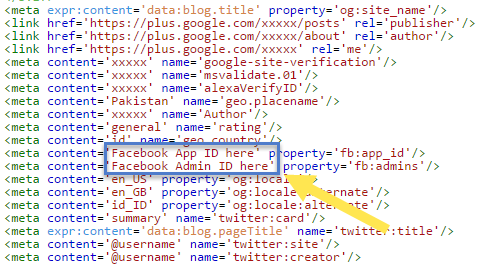 <meta expr:content='data:blog.title' property='og:site_name'/>
<link href='https://plus.google.com/xxxxx/posts' rel='publisher'/>
<link href='https://plus.google.com/xxxxx/about' rel='author'/>
<link href='https://plus.google.com/xxxxx' rel='me'/>
<meta content='xxxxx' name='google-site-verification'/>
<meta content='xxxxx' name='msvalidate.01'/>
<meta content='xxxxx' name='alexaVerifyID'/>
<meta content='Pakistan' name='geo.placename'/>
<meta content='xxxxx' name='Author'/>
<meta content='general' name='rating'/>
<meta content='id' name='geo.country'/>
<meta content='Facebook App ID here' property='fb:app_id'/>
<meta content='Facebook Admin ID here' property='fb:admins'/>
<meta content='en_US' property='og:locale'/>
<meta content='en_GB' property='og:locale:alternate'/>
<meta content='id_ID' property='og:locale:alternate'/>
<meta content='summary' name='twitter:card'/>
<meta expr:content='data:blog.pageTitle' name='twitter:title'/>
<meta content='@username' name='twitter:site'/>
<meta content='@username' name='twitter:creator'/>